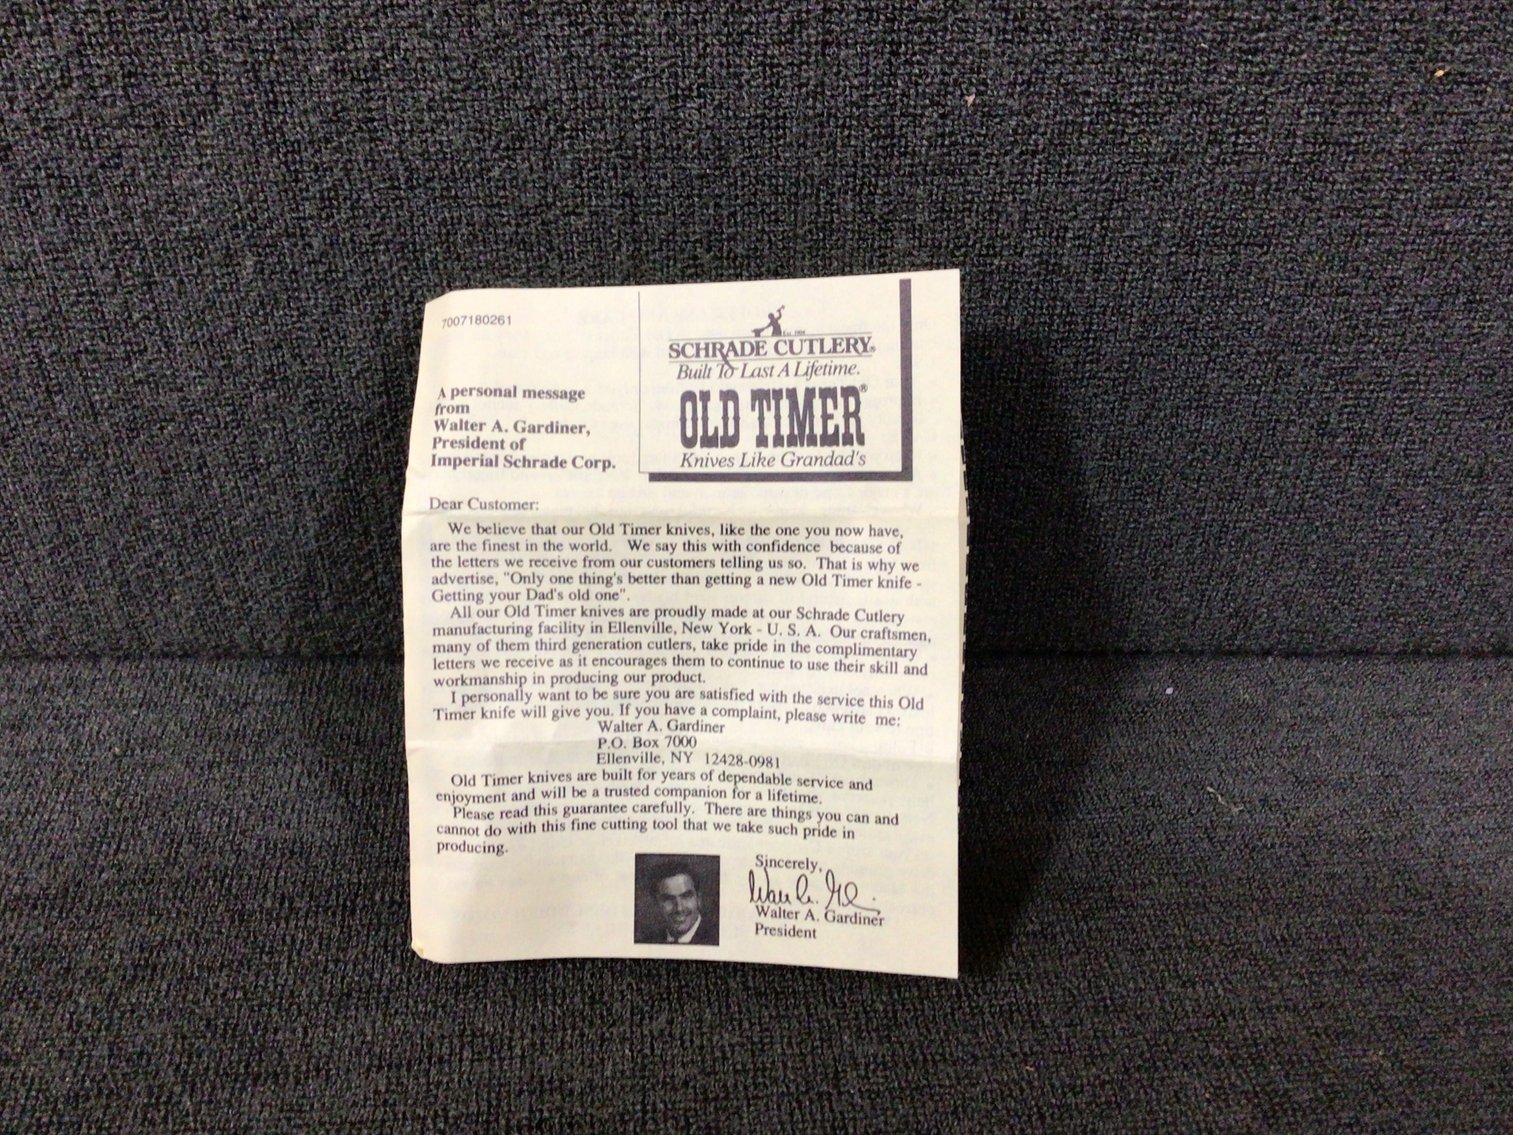 7007180261
A personal message
from
Walter A. Gardiner,
President of
Imperial Schrade Corp.
Est. 1904
SCHRADE CUTLERY®
Built To Last A Lifetime.
OLD TIMER®
Knives Like Grandad's
Dear Customer:
We believe that our Old Timer knives, like the one you now have,
are the finest in the world. We say this with confidence because of
the letters we receive from our customers telling us so. That is why we
advertise, "Only one thing's better than getting a new Old Timer knife -
Getting your Dad's old one".
All our Old Timer knives are proudly made at our Schrade Cutlery
manufacturing facility in Ellenville, New York - U. S. A. Our craftsmen,
many of them third generation cutlers, take pride in the complimentary
letters we receive as it encourages them to continue to use their skill and
workmanship in producing our product.
I personally want to be sure you are satisfied with the service this Old
Timer knife will give you. If you have a complaint, please write me:
Walter A. Gardiner
P.O. Box 7000
Ellenville, NY 12428-0981
Old Timer knives are built for years of dependable service and
enjoyment and will be a trusted companion for a lifetime.
Please read this guarantee carefully. There are things you can and
cannot do with this fine cutting tool that we take such pride in
producing.
Sincerely,
Walter A. Gardiner
President